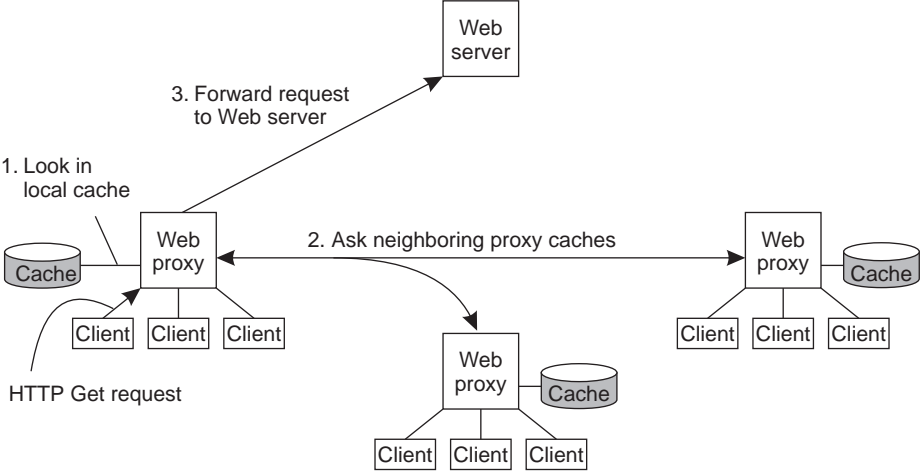 Web
server
3. Forward request
to Web server
1. Look in
local cache
Web
proxy
2. Ask neighboring proxy caches
Web
proxy
Cache
Cache
Client
Client
Client
Client
Client
Client
HTTP Get request
Web
proxy
Cache
Client
Client
Client